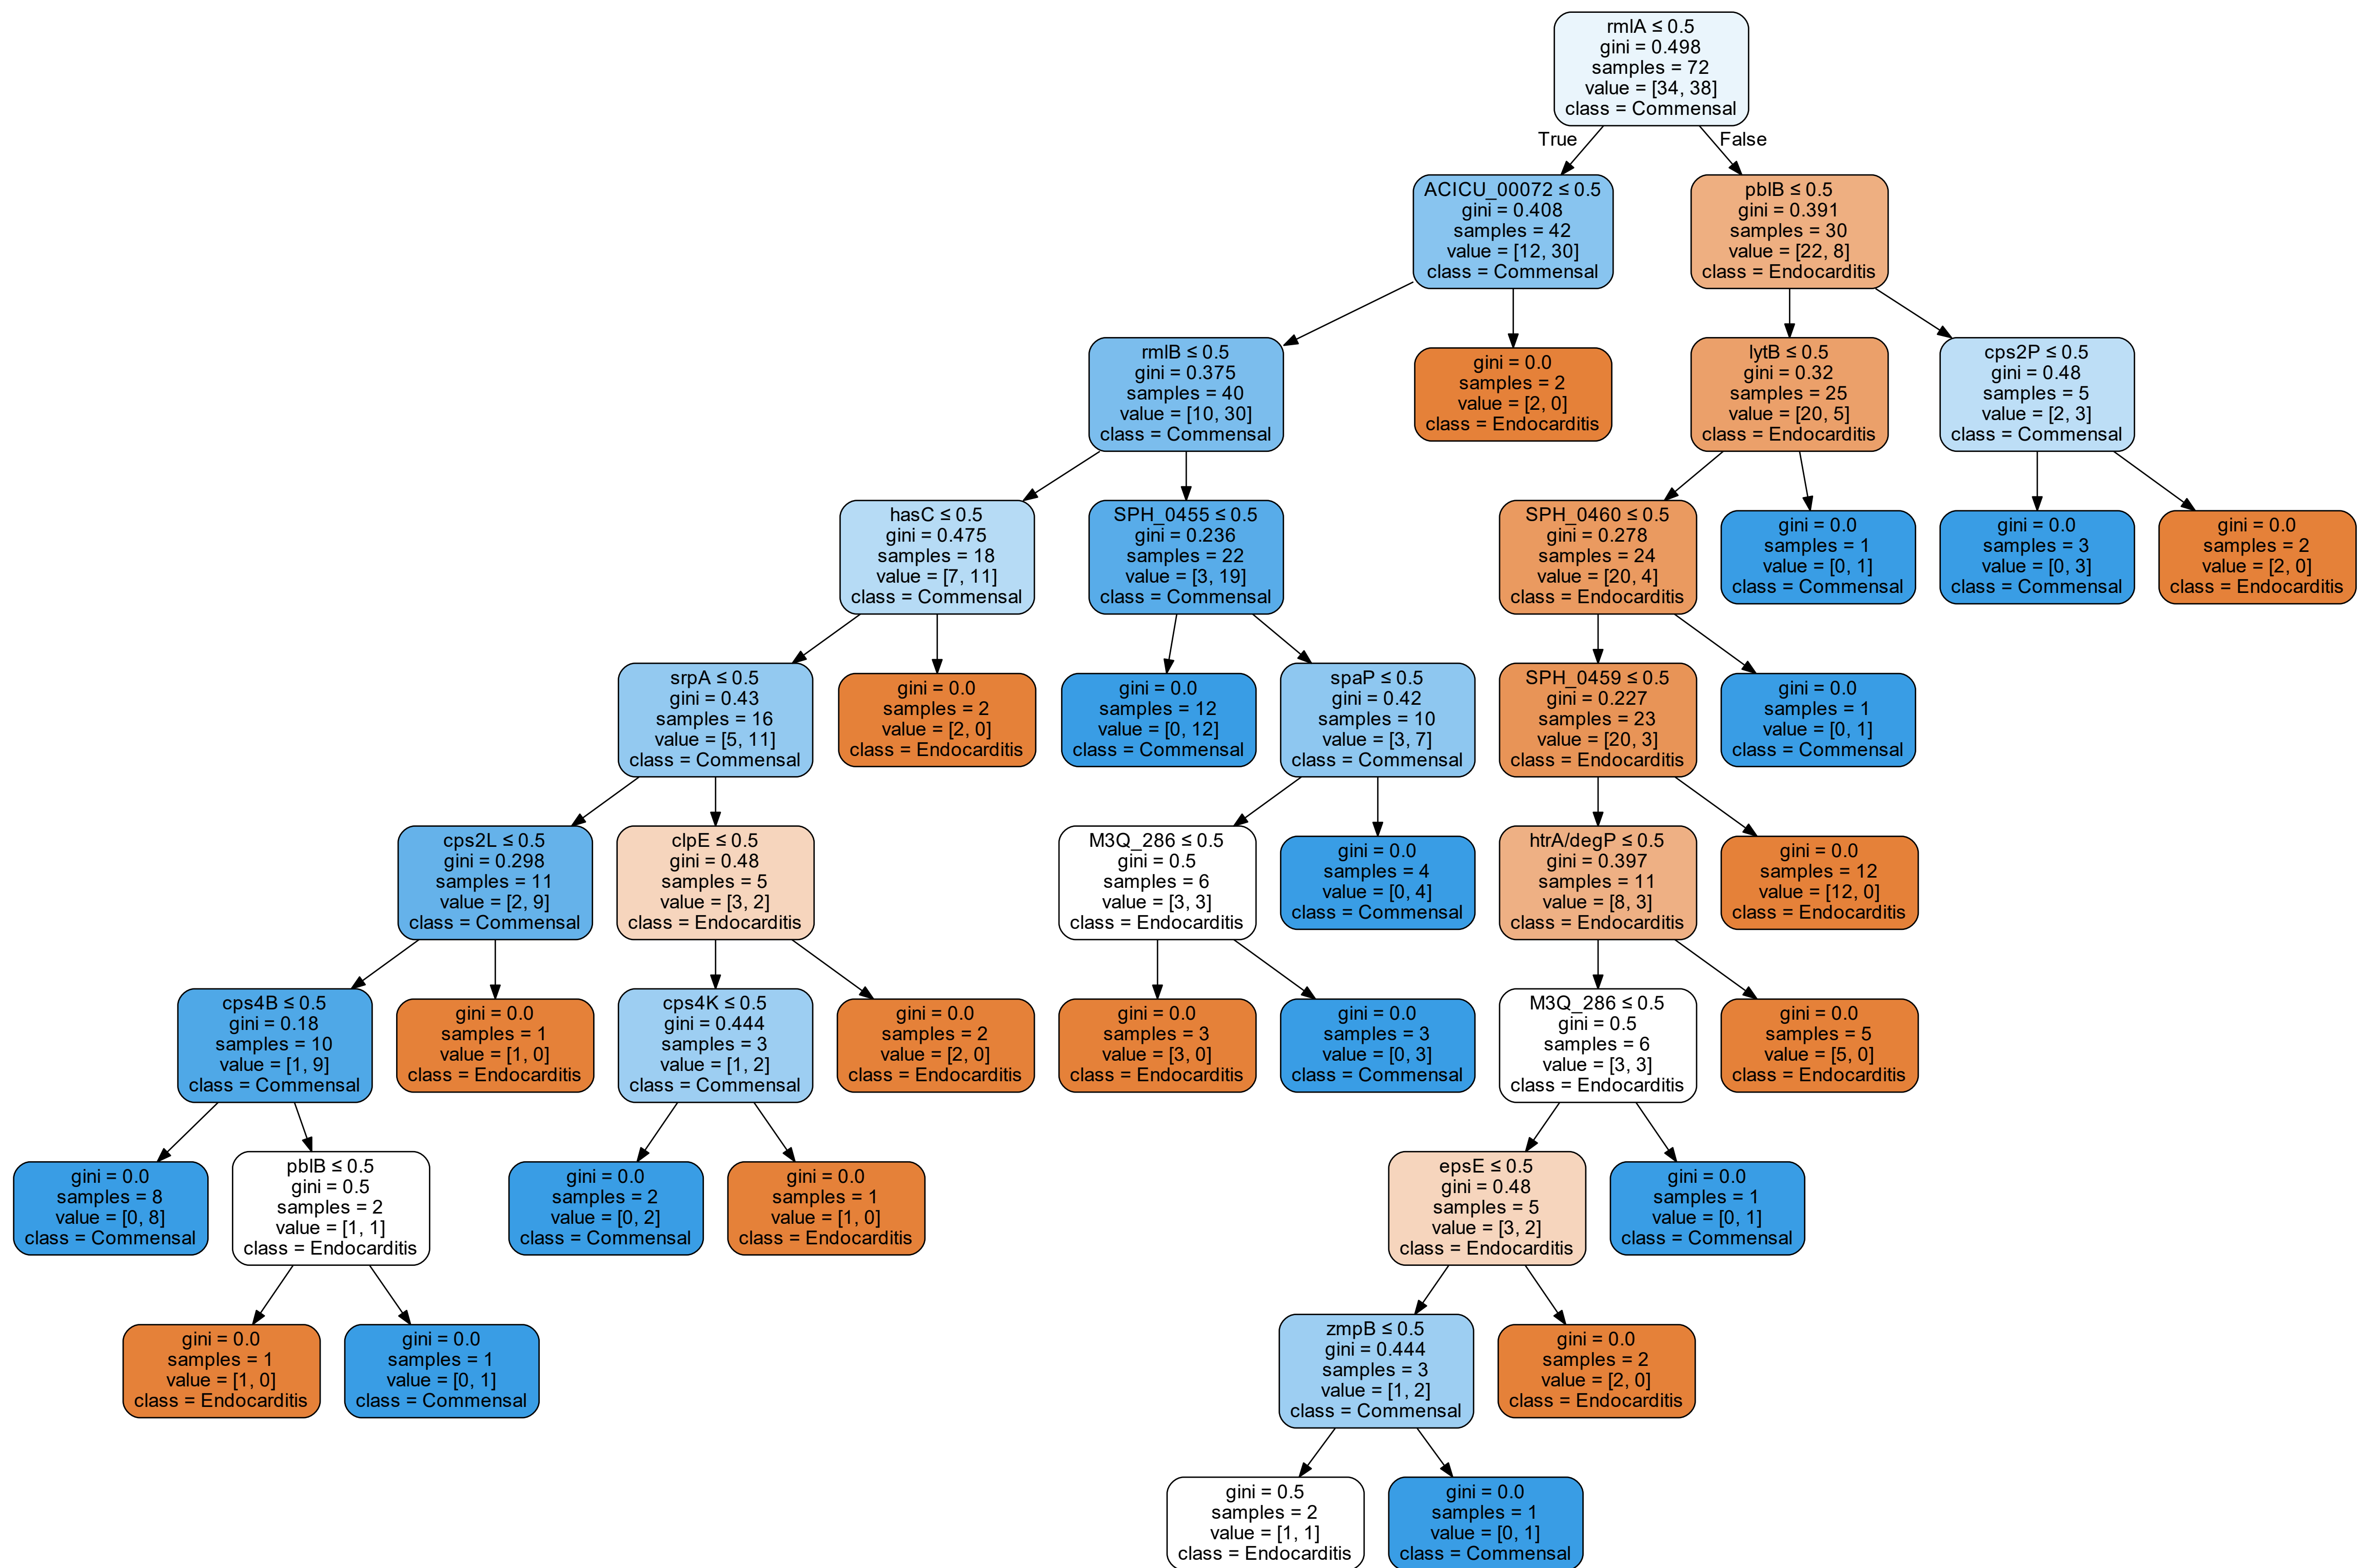 rmlA ≤ 0.5
gini = 0.498
samples = 72
value = [34, 38]
class = Commensal
True
False
ACICU_00072 ≤ 0.5
gini = 0.408
samples = 42
value = [12, 30]
class = Commensal
pblB ≤ 0.5
gini = 0.391
samples = 30
value = [22, 8]
class = Endocarditis
rmlB ≤ 0.5
gini = 0.375
samples = 40
value = [10, 30]
class = Commensal
gini = 0.0
samples = 2
value = [2, 0]
class = Endocarditis
lytB ≤ 0.5
gini = 0.32
samples = 25
value = [20, 5]
class = Endocarditis
cps2P ≤ 0.5
gini = 0.48
samples = 5
value = [2, 3]
class = Commensal
hasC ≤ 0.5
gini = 0.475
samples = 18
value = [7, 11]
class = Commensal
SPH_0455 ≤ 0.5
gini = 0.236
samples = 22
value = [3, 19]
class = Commensal
SPH_0460 ≤ 0.5
gini = 0.278
samples = 24
value = [20, 4]
class = Endocarditis
gini = 0.0
samples = 1
value = [0, 1]
class = Commensal
gini = 0.0
samples = 3
value = [0, 3]
class = Commensal
gini = 0.0
samples = 2
value = [2, 0]
class = Endocarditis
srpA ≤ 0.5
gini = 0.43
samples = 16
value = [5, 11]
class = Commensal
gini = 0.0
samples = 2
value = [2, 0]
class = Endocarditis
gini = 0.0
samples = 12
value = [0, 12]
class = Commensal
spaP ≤ 0.5
gini = 0.42
samples = 10
value = [3, 7]
class = Commensal
SPH_0459 ≤ 0.5
gini = 0.227
samples = 23
value = [20, 3]
class = Endocarditis
gini = 0.0
samples = 1
value = [0, 1]
class = Commensal
cps2L ≤ 0.5
gini = 0.298
samples = 11
value = [2, 9]
class = Commensal
clpE ≤ 0.5
gini = 0.48
samples = 5
value = [3, 2]
class = Endocarditis
M3Q_286 ≤ 0.5
gini = 0.5
samples = 6
value = [3, 3]
class = Endocarditis
gini = 0.0
samples = 4
value = [0, 4]
class = Commensal
htrA/degP ≤ 0.5
gini = 0.397
samples = 11
value = [8, 3]
class = Endocarditis
gini = 0.0
samples = 12
value = [12, 0]
class = Endocarditis
cps4B ≤ 0.5
gini = 0.18
samples = 10
value = [1, 9]
class = Commensal
gini = 0.0
samples = 1
value = [1, 0]
class = Endocarditis
cps4K ≤ 0.5
gini = 0.444
samples = 3
value = [1, 2]
class = Commensal
gini = 0.0
samples = 2
value = [2, 0]
class = Endocarditis
gini = 0.0
samples = 3
value = [3, 0]
class = Endocarditis
gini = 0.0
samples = 3
value = [0, 3]
class = Commensal
M3Q_286 ≤ 0.5
gini = 0.5
samples = 6
value = [3, 3]
class = Endocarditis
gini = 0.0
samples = 5
value = [5, 0]
class = Endocarditis
gini = 0.0
samples = 8
value = [0, 8]
class = Commensal
pblB ≤ 0.5
gini = 0.5
samples = 2
value = [1, 1]
class = Endocarditis
gini = 0.0
samples = 2
value = [0, 2]
class = Commensal
gini = 0.0
samples = 1
value = [1, 0]
class = Endocarditis
epsE ≤ 0.5
gini = 0.48
samples = 5
value = [3, 2]
class = Endocarditis
gini = 0.0
samples = 1
value = [0, 1]
class = Commensal
gini = 0.0
samples = 1
value = [1, 0]
class = Endocarditis
gini = 0.0
samples = 1
value = [0, 1]
class = Commensal
zmpB ≤ 0.5
gini = 0.444
samples = 3
value = [1, 2]
class = Commensal
gini = 0.0
samples = 2
value = [2, 0]
class = Endocarditis
gini = 0.5
samples = 2
value = [1, 1]
class = Endocarditis
gini = 0.0
samples = 1
value = [0, 1]
class = Commensal